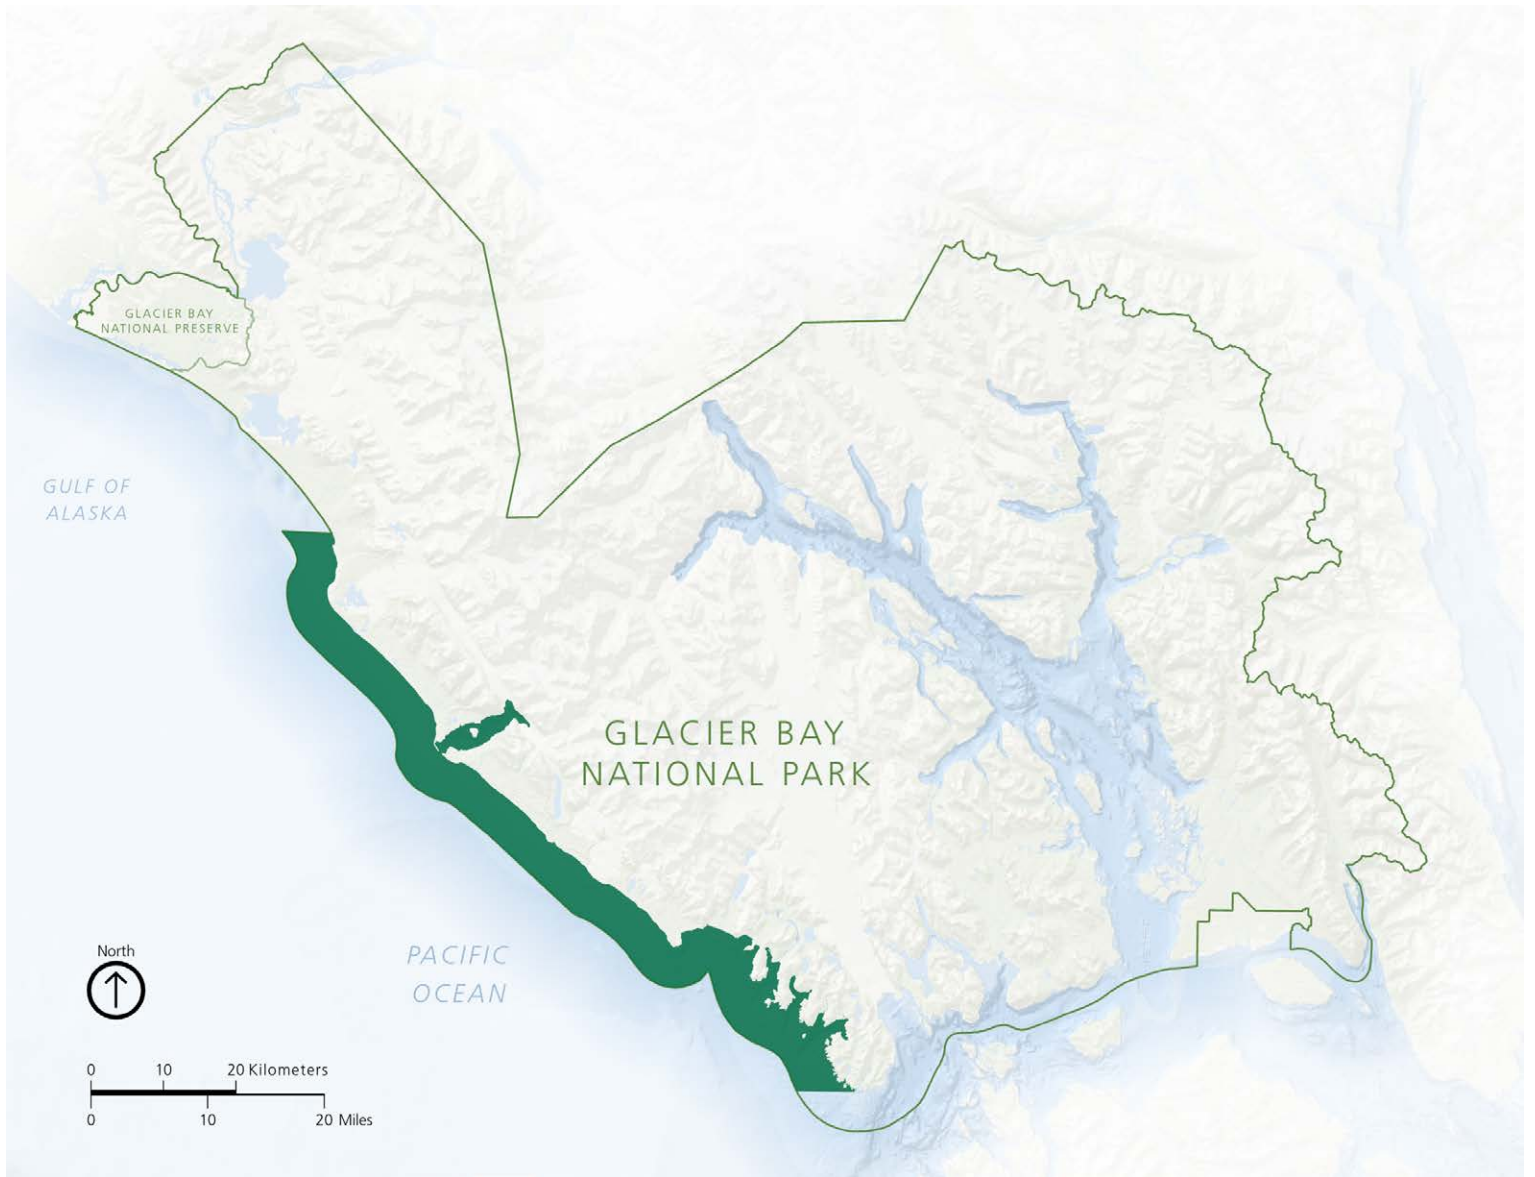 GLACIER BAY
NATIONAL PRESERVE
GULF OF
ALASKA
GLACIER BAY
NATIONAL PARK
PACIFIC
OCEAN
North
0 10 20 Kilometers
0 10 20 Miles